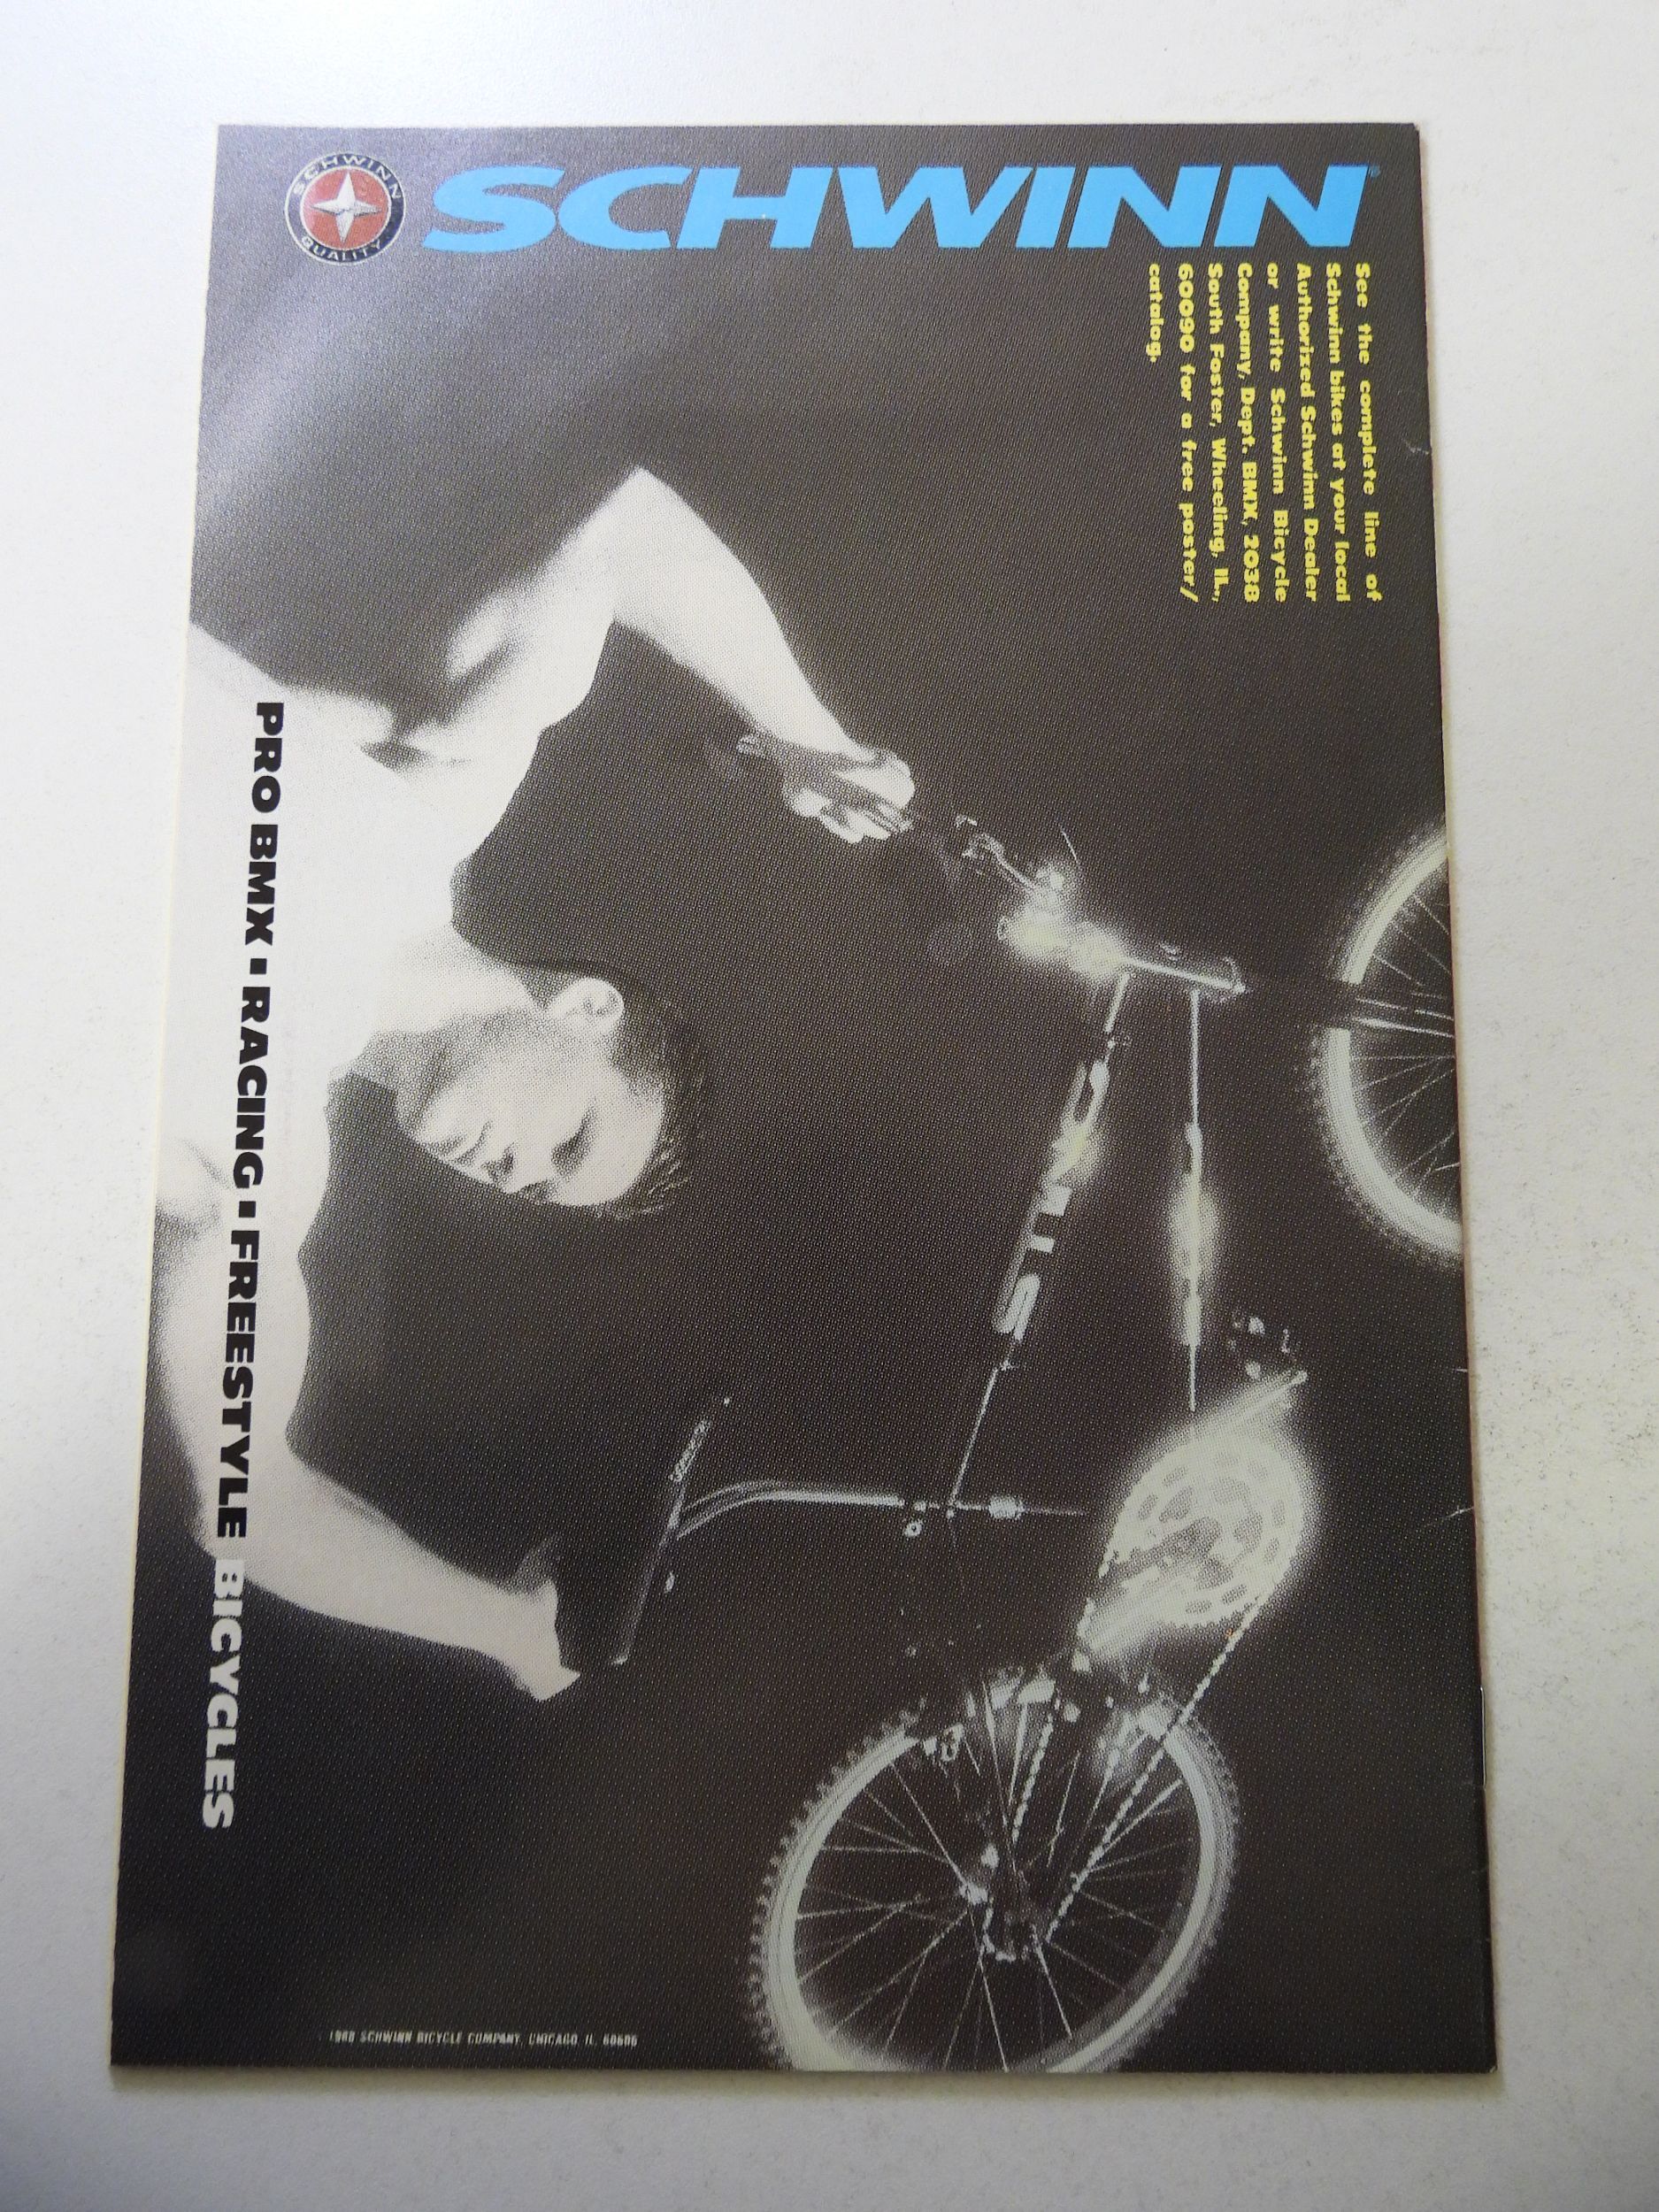 SCHWINN
QUALITY
SCHWINN®
See the complete line of
Schwinn bikes at your local
Authorized Schwinn Dealer
or write Schwinn Bicycle
Company, Dept. BMX, 2038
South Foster, Wheeling, IL.,
60090 for a free poster/
catalog.
PRO BMX ▪ RACING ▪ FREESTYLE BICYCLES
SCHWINN BICYCLE COMPANY, CHICAGO, IL.